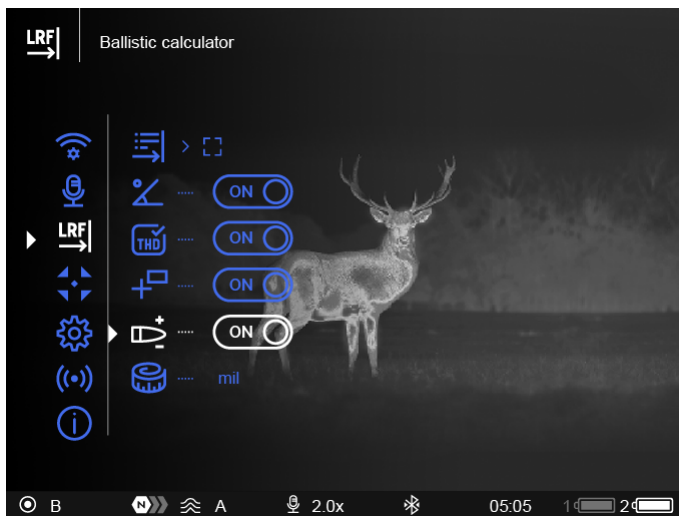 LRF
Ballistic calculator
ON
LRF
THD
ON
ON
ON
mil
B
N
A
2.0x
05:05
1
2